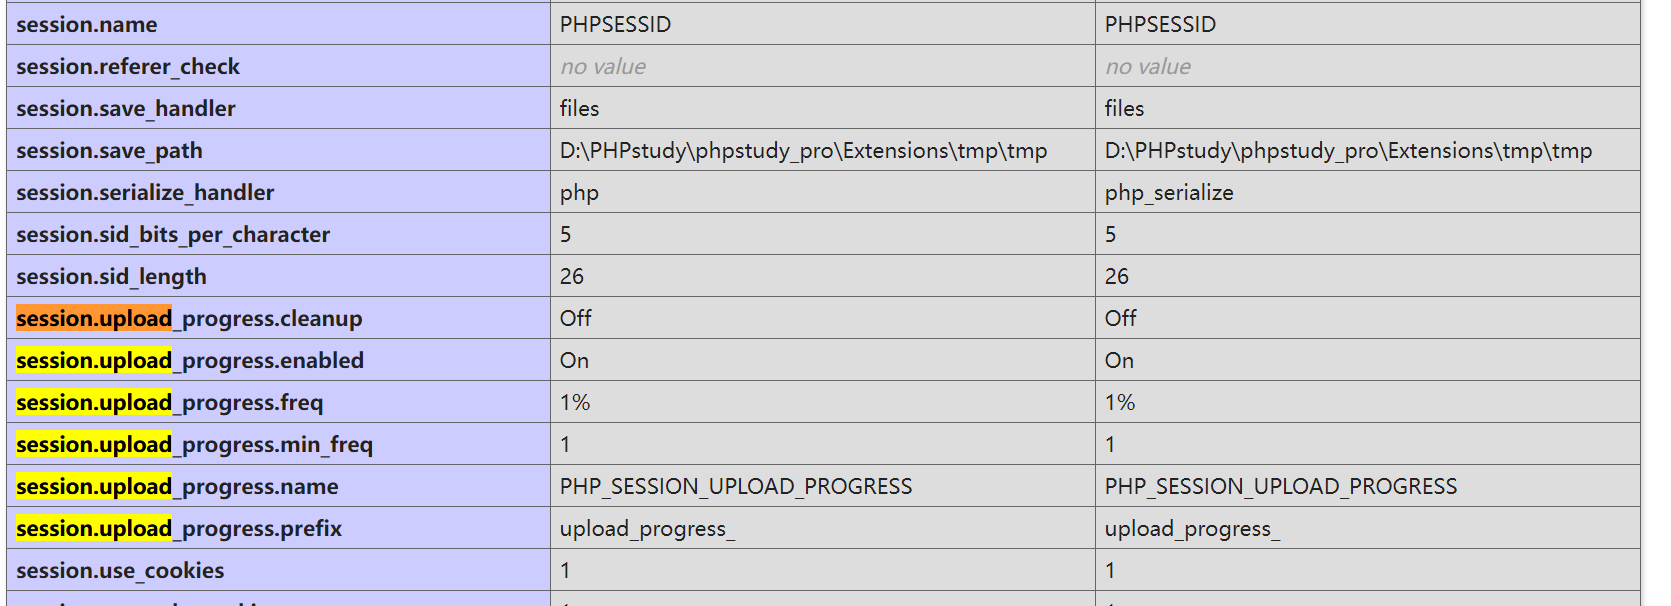 session.name PHPSESSID PHPSESSID
session.referer_check no value no value
session.save_handler files files
session.save_path D:\PHPstudy\phpstudy_pro\Extensions\tmp\tmp D:\PHPstudy\phpstudy_pro\Extensions\tmp\tmp
session.serialize_handler php php_serialize
session.sid_bits_per_character 5 5
session.sid_length 26 26
session.upload_progress.cleanup Off Off
session.upload_progress.enabled On On
session.upload_progress.freq 1% 1%
session.upload_progress.min_freq 1 1
session.upload_progress.name PHP_SESSION_UPLOAD_PROGRESS PHP_SESSION_UPLOAD_PROGRESS
session.upload_progress.prefix upload_progress_ upload_progress_
session.use_cookies 1 1